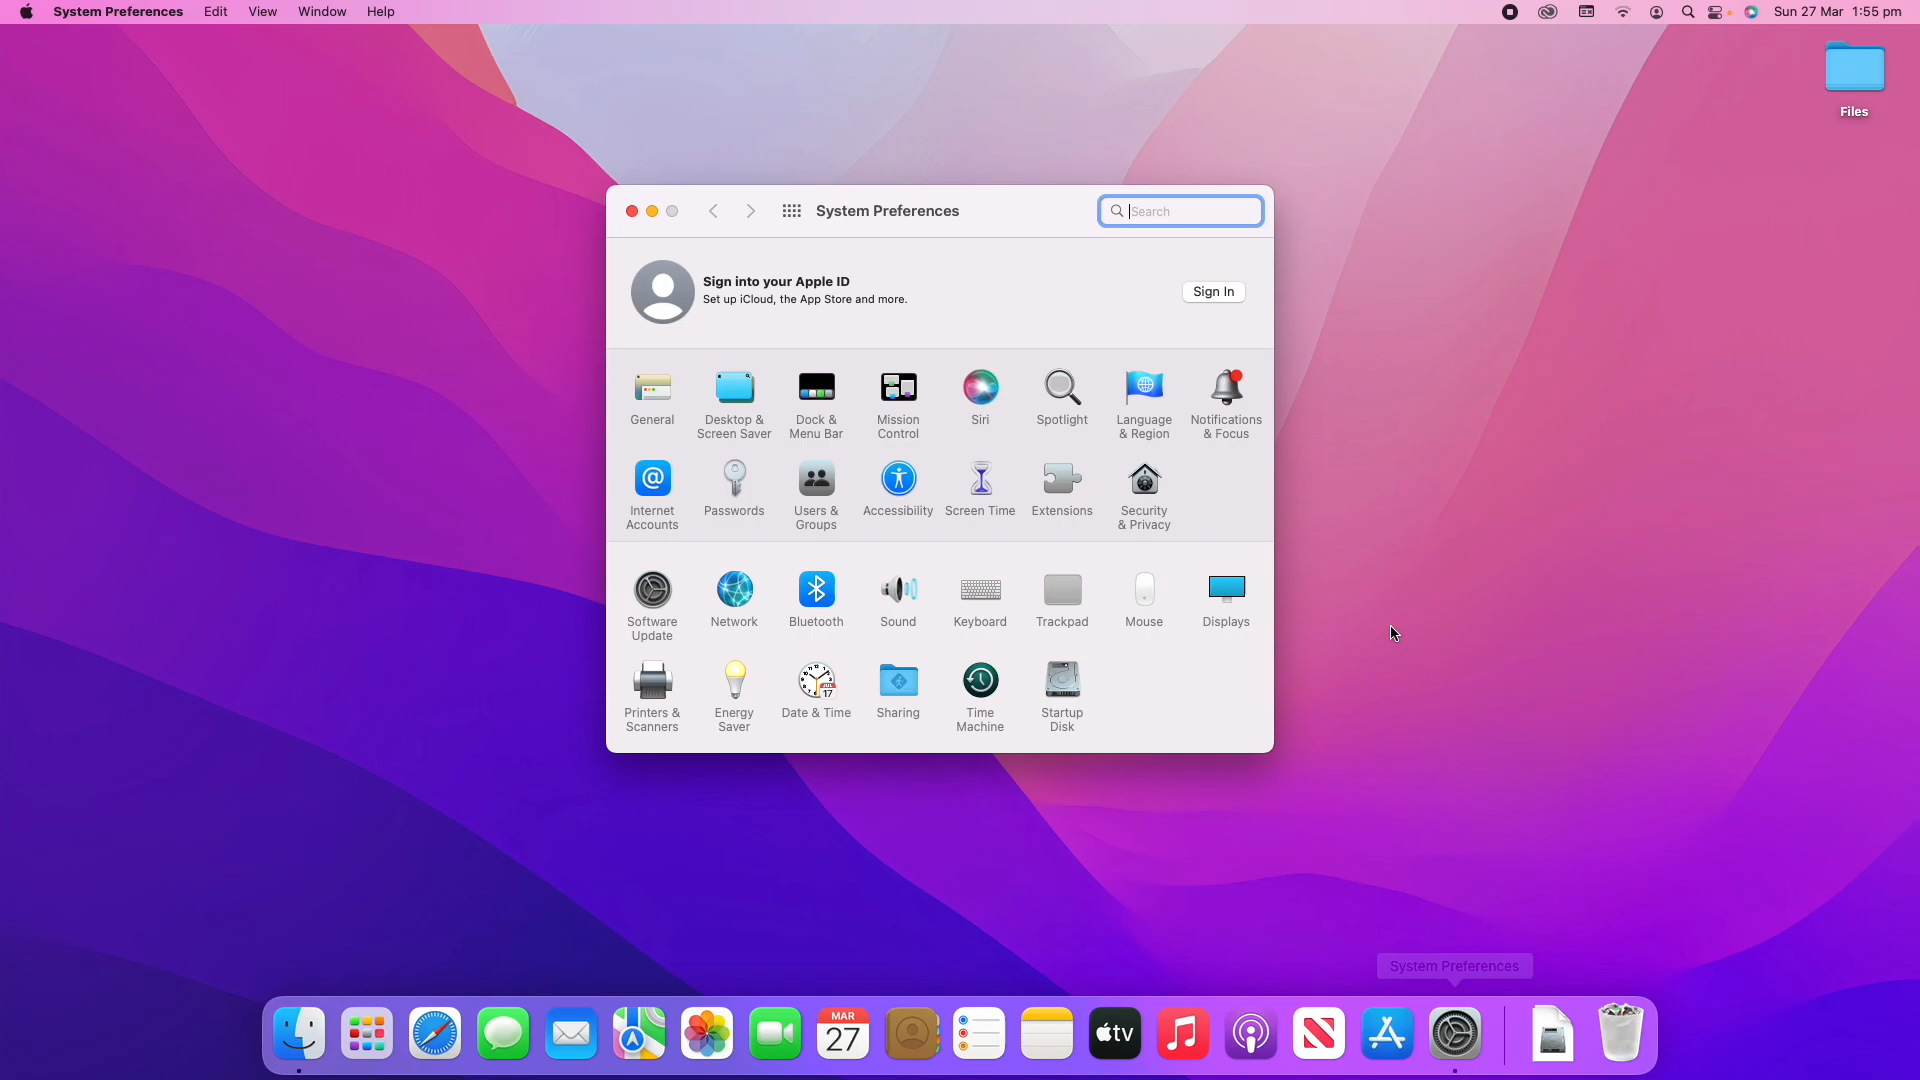 System Preferences Edit View Window Help
Sun 27 Mar 1:55 pm
Files
System Preferences
Search
Sign into your Apple ID
Set up iCloud, the App Store and more.
Sign In
General
Desktop &
Screen Saver
Dock &
Menu Bar
Mission
Control
Siri
Spotlight
Language
& Region
Notifications
& Focus
Internet
Accounts
Passwords
Users &
Groups
Accessibility
Screen Time
Extensions
Security
& Privacy
Software
Update
Network
Bluetooth
Sound
Keyboard
Trackpad
Mouse
Displays
Printers &
Scanners
Energy
Saver
JUL
17
Date & Time
Sharing
Time
Machine
Startup
Disk
System Preferences
MAR
27
tv